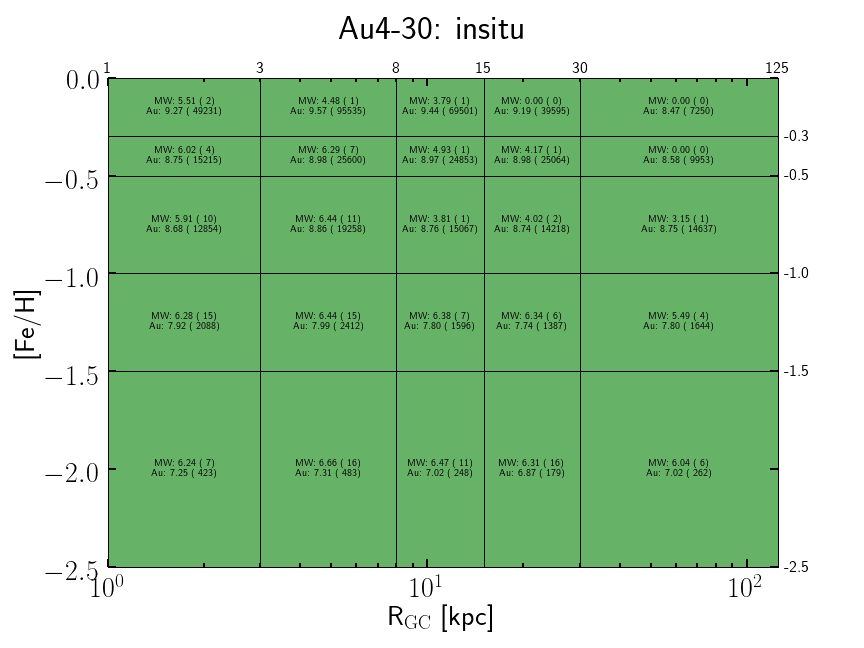 Au4-30: insitu
1 3 8 15 30 125
0.0
MW: 5.51 ( 2) MW: 4.48 ( 1) MW: 3.79 ( 1) MW: 0.00 ( 0) MW: 0.00 ( 0)
Au: 9.27 ( 49231) Au: 9.57 ( 95535) Au: 9.44 ( 69501) Au: 9.19 ( 39595) Au: 8.47 ( 7250)
-0.3
MW: 6.02 ( 4) MW: 6.29 ( 7) MW: 4.93 ( 1) MW: 4.17 ( 1) MW: 0.00 ( 0)
Au: 8.75 ( 15215) Au: 8.98 ( 25600) Au: 8.97 ( 24853) Au: 8.98 ( 25064) Au: 8.58 ( 9953)
−0.5 -0.5
MW: 5.91 ( 10) MW: 6.44 ( 11) MW: 3.81 ( 1) MW: 4.02 ( 2) MW: 3.15 ( 1)
Au: 8.68 ( 12854) Au: 8.86 ( 19258) Au: 8.76 ( 15067) Au: 8.74 ( 14218) Au: 8.75 ( 14637)
−1.0 -1.0
MW: 6.28 ( 15) MW: 6.44 ( 15) MW: 6.38 ( 7) MW: 6.34 ( 6) MW: 5.49 ( 4)
Au: 7.92 ( 2088) Au: 7.99 ( 2412) Au: 7.80 ( 1596) Au: 7.74 ( 1387) Au: 7.80 ( 1644)
[Fe/H]
−1.5 -1.5
MW: 6.24 ( 7) MW: 6.66 ( 16) MW: 6.47 ( 11) MW: 6.31 ( 16) MW: 6.04 ( 6)
Au: 7.25 ( 423) Au: 7.31 ( 483) Au: 7.02 ( 248) Au: 6.87 ( 179) Au: 7.02 ( 262)
−2.0
−2.5 -2.5
10⁰ 10¹ 10²
R_GC [kpc]